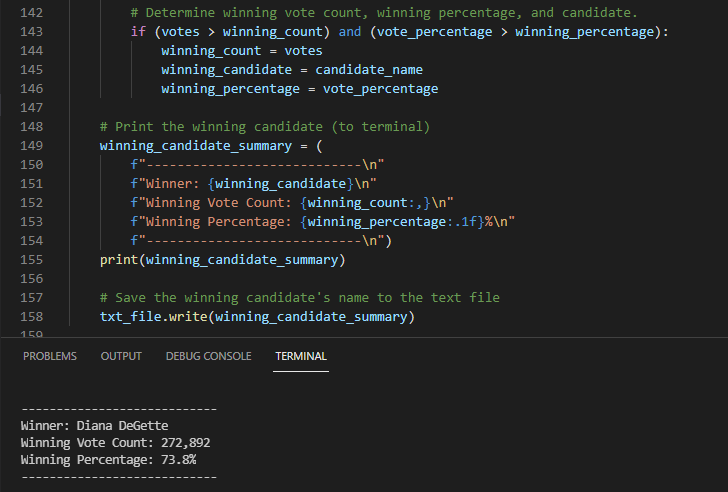 142 # Determine winning vote count, winning percentage, and candidate.
143 if (votes > winning_count) and (vote_percentage > winning_percentage):
144 winning_count = votes
145 winning_candidate = candidate_name
146 winning_percentage = vote_percentage
147
148 # Print the winning candidate (to terminal)
149 winning_candidate_summary = (
150 f"----------------------------\n"
151 f"Winner: {winning_candidate}\n"
152 f"Winning Vote Count: {winning_count:,}\n"
153 f"Winning Percentage: {winning_percentage:.1f}%\n"
154 f"----------------------------\n")
155 print(winning_candidate_summary)
156
157 # Save the winning candidate's name to the text file
158 txt_file.write(winning_candidate_summary)
159
PROBLEMS OUTPUT DEBUG CONSOLE TERMINAL
----------------------------
Winner: Diana DeGette
Winning Vote Count: 272,892
Winning Percentage: 73.8%
----------------------------